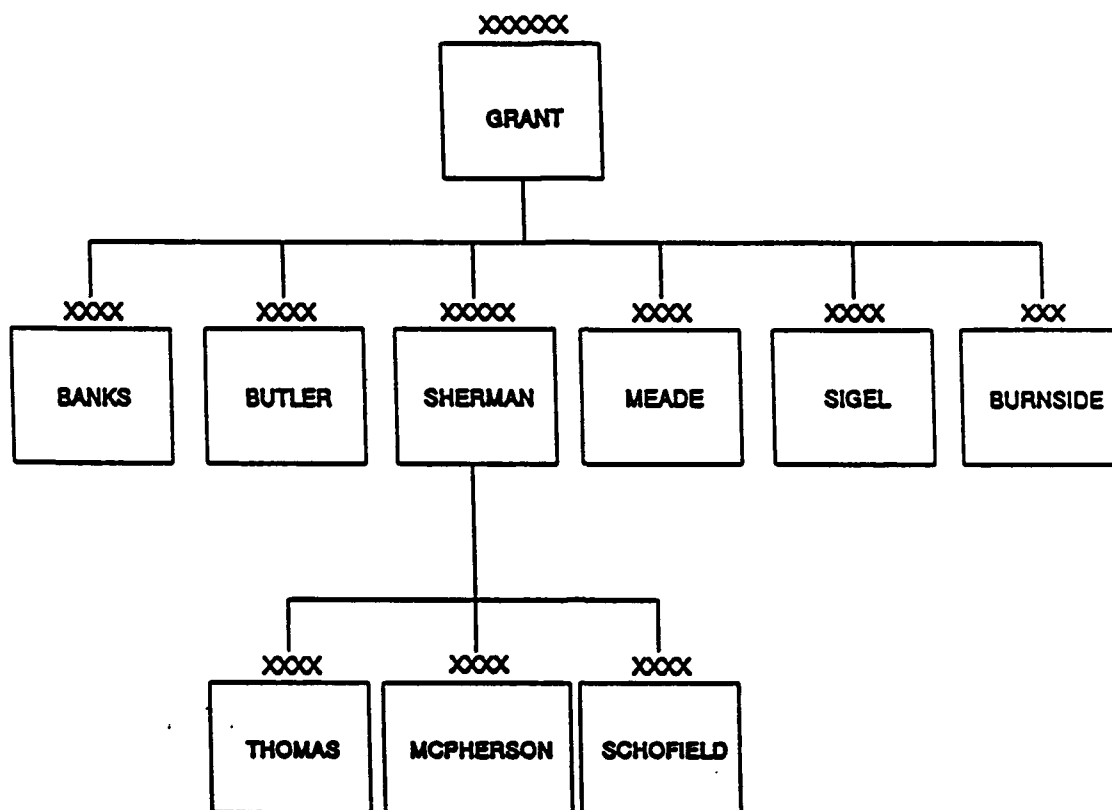 XXXXXX
GRANT
XXXX XXXX XXXXX XXXX XXXX XXX
BANKS BUTLER SHERMAN MEADE SIGEL BURNSIDE
XXXX XXXX XXXX
THOMAS MCPHERSON SCHOFIELD